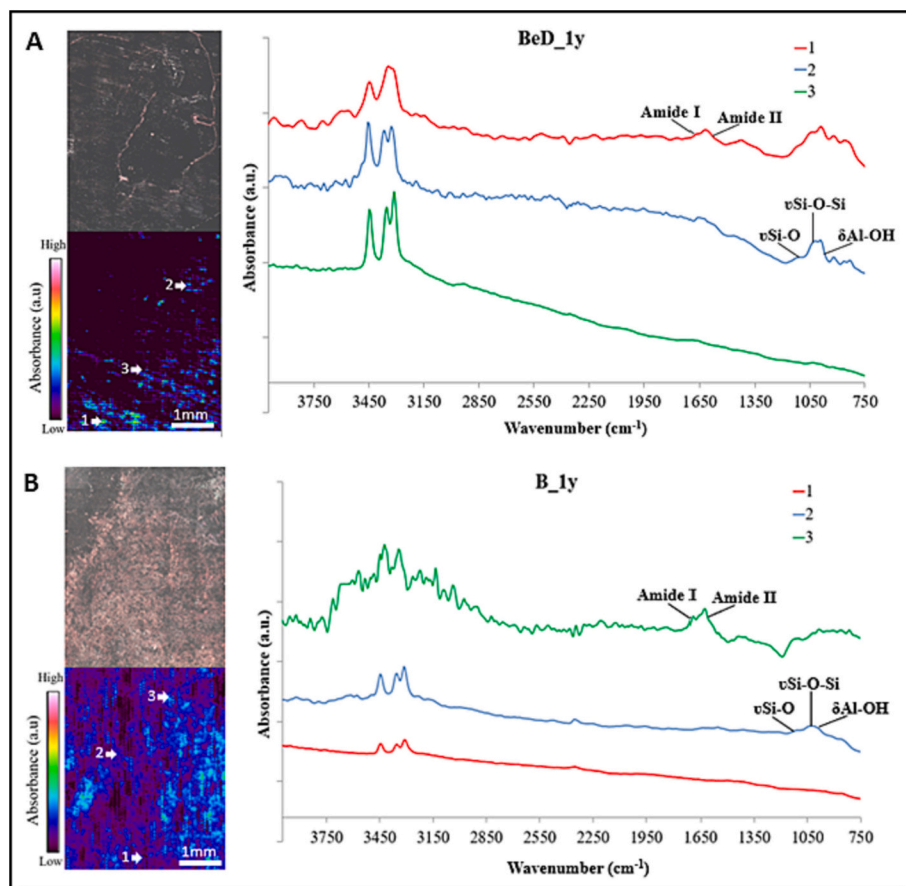 A
High
Absorbance (a.u)
Low
2
3
1
1mm
BeD_1y
1
2
3
Amide I
Amide II
υSi-O-Si
υSi-O
δAl-OH
Absorbance (a.u.)
3750 3450 3150 2850 2550 2250 1950 1650 1350 1050 750
Wavenumber (cm-1)
B
High
Absorbance (a.u)
Low
3
2
1
1mm
B_1y
1
2
3
Amide I
Amide II
υSi-O-Si
υSi-O
δAl-OH
Absorbance (a.u.)
3750 3450 3150 2850 2550 2250 1950 1650 1350 1050 750
Wavenumber (cm-1)